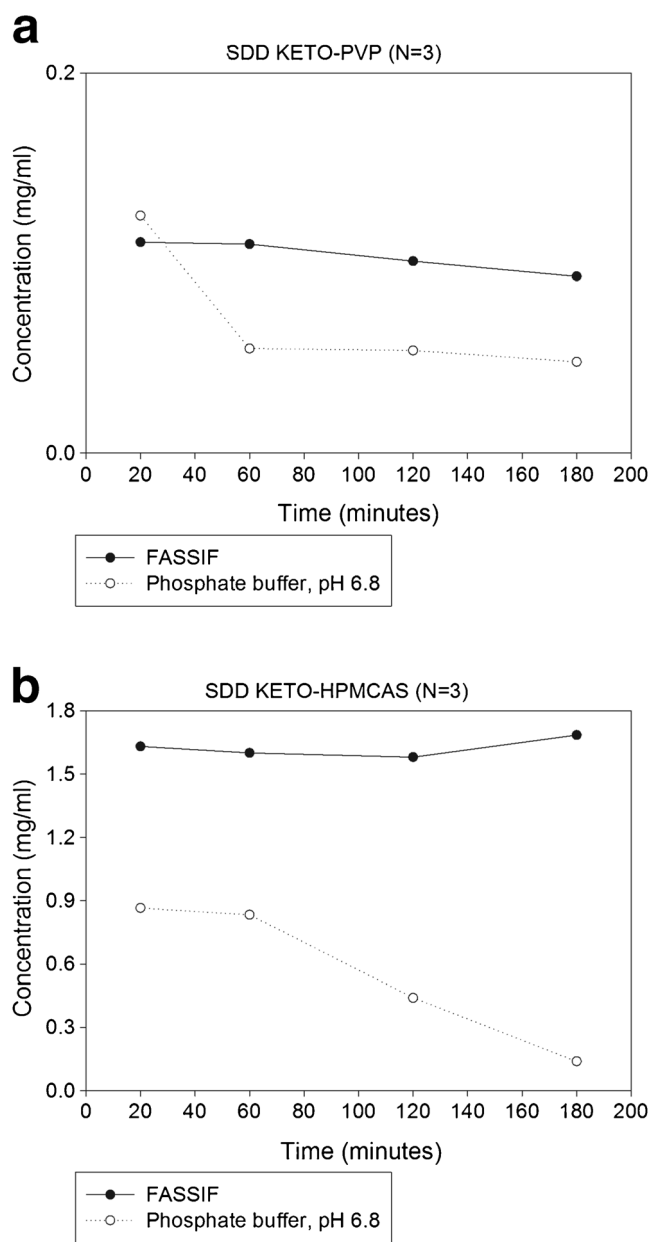 a
SDD KETO-PVP (N=3)
0.2
Concentration (mg/ml)
0.0
0 20 40 60 80 100 120 140 160 180 200
Time (minutes)
FASSIF
Phosphate buffer, pH 6.8
b
SDD KETO-HPMCAS (N=3)
1.8
1.5
1.2
0.9
0.6
0.3
0.0
Concentration (mg/ml)
0 20 40 60 80 100 120 140 160 180 200
Time (minutes)
FASSIF
Phosphate buffer, pH 6.8